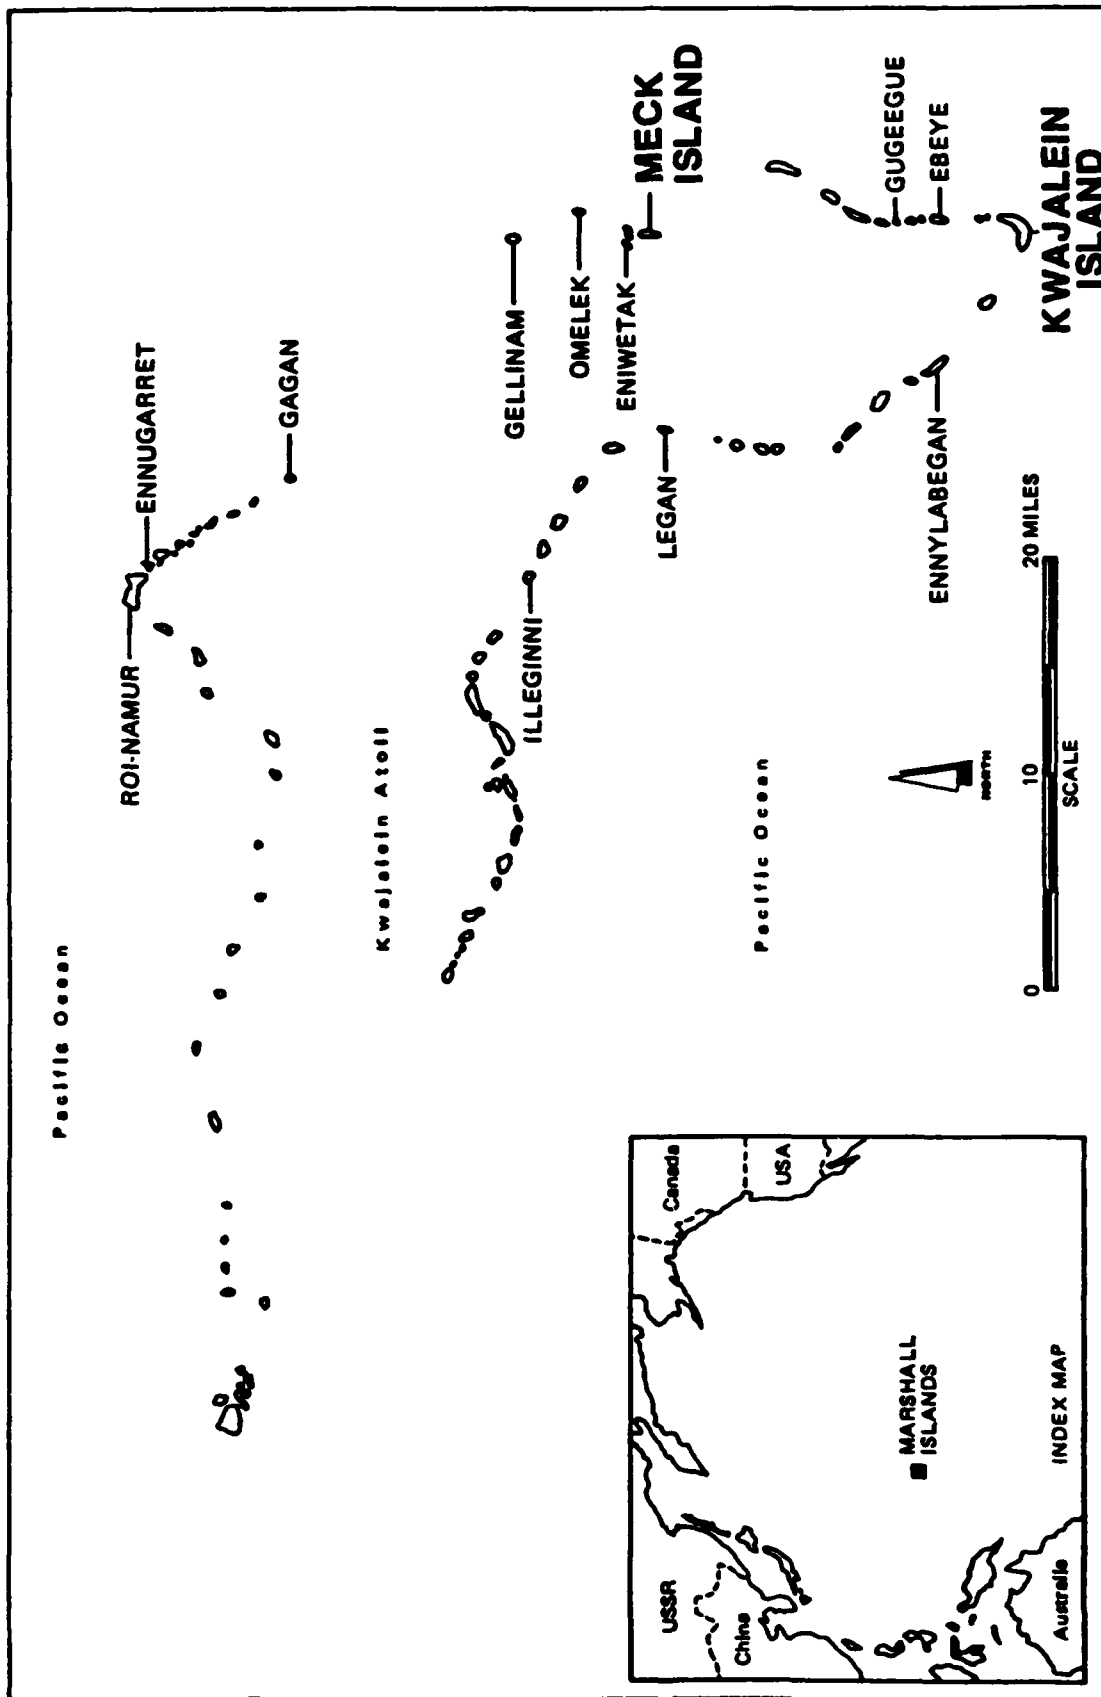 Pacific Ocean
ROI-NAMUR
ENNUGARRET
GAGAN
Kwajalein Atoll
GELLINAM
OMELEK
ENIWETAK
MECK
ISLAND
ILLEGINNI
LEGAN
Pacific Ocean
GUGEEGUE
EBEYE
ENNYLABEGAN
KWAJALEIN
ISLAND
NORTH
0
10
20 MILES
SCALE
USSR
China
Canada
USA
MARSHALL
ISLANDS
Australia
INDEX MAP